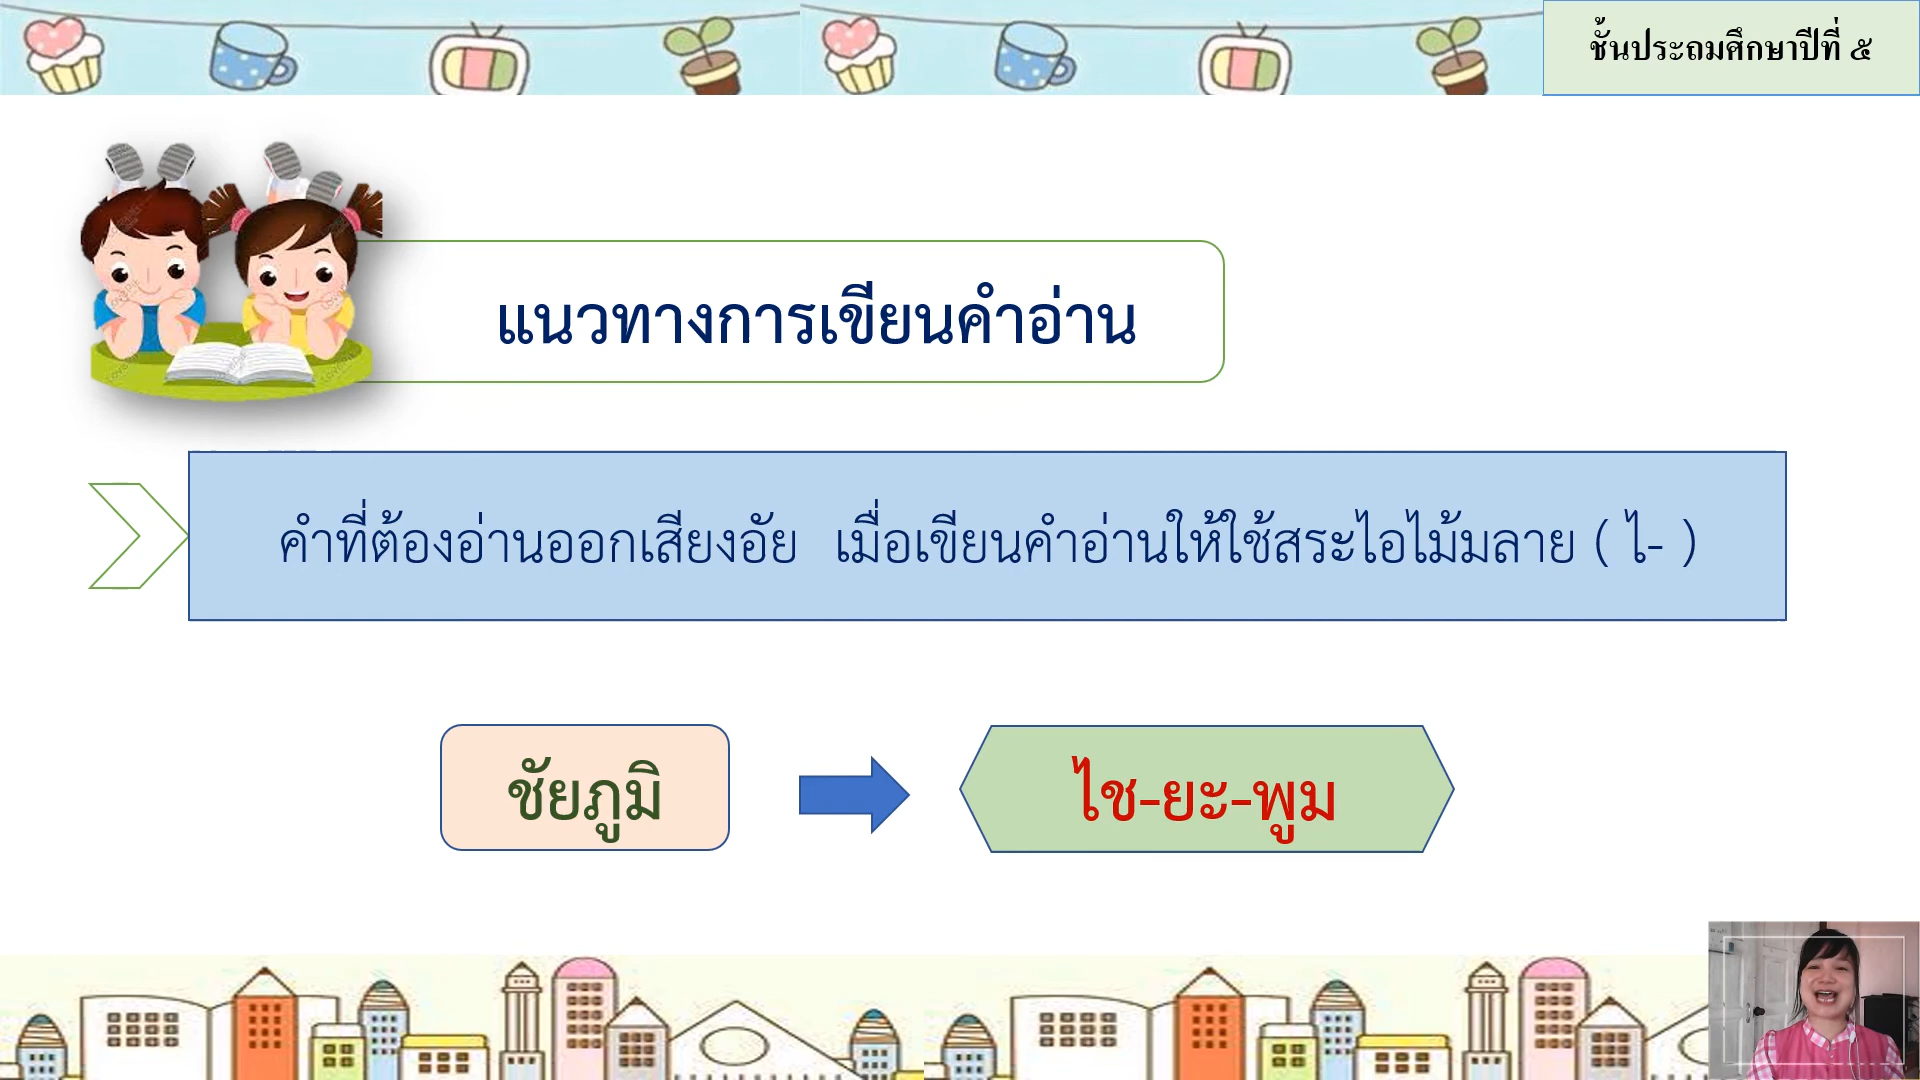 ชั้นประถมศึกษาปีที่ ๕
แนวทางการเขียนคำอ่าน
คำที่ต้องอ่านออกเสียงอัย เมื่อเขียนคำอ่านให้ใช้สระไอไม้มลาย ( ไ- )
ชัยภูมิ
ไช-ยะ-พูม